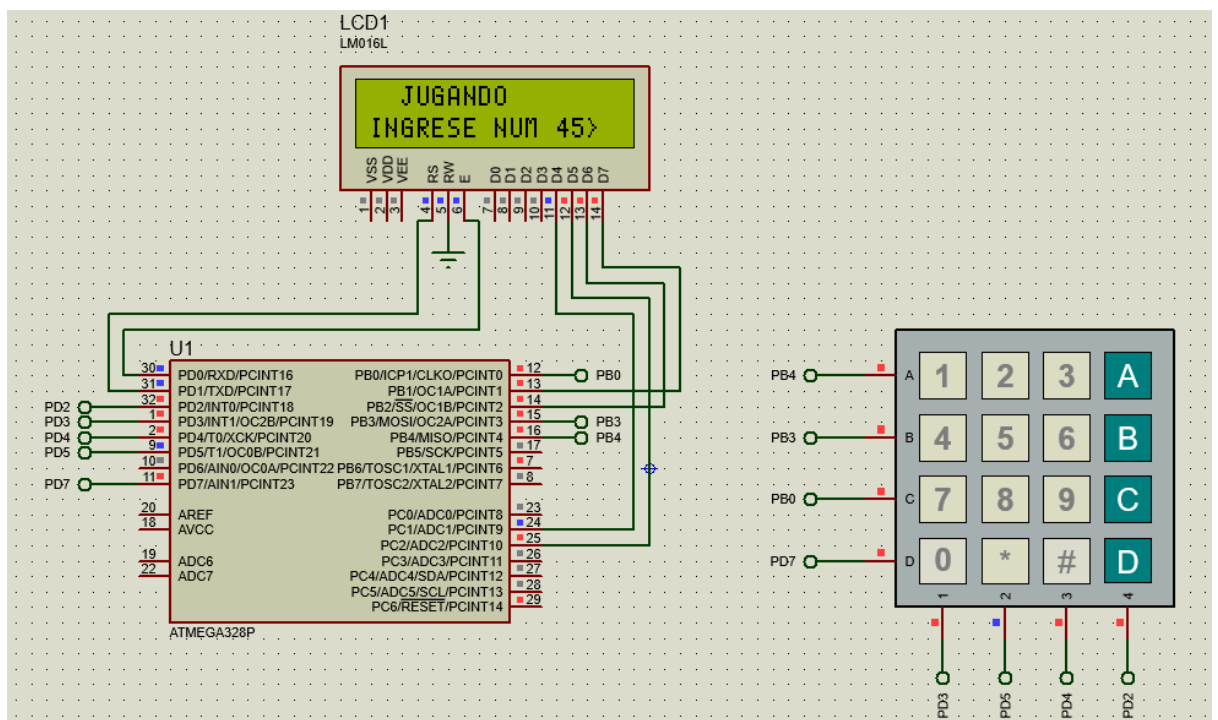 LCD1
LM016L
JUGANDO
INGRESE NUM 45>
VSS VDD VEE RS RW E D0 D1 D2 D3 D4 D5 D6 D7
1 2 3 4 5 6 7 8 9 10 11 12 13 14
U1
30 PD0/RXD/PCINT16 PB0/ICP1/CLKO/PCINT0 12 PB0
31 PD1/TXD/PCINT17 PB1/OC1A/PCINT1 13
PD2 32 PD2/INT0/PCINT18 PB2/SS/OC1B/PCINT2 14
PD3 1 PD3/INT1/OC2B/PCINT19 PB3/MOSI/OC2A/PCINT3 15 PB3
PD4 2 PD4/T0/XCK/PCINT20 PB4/MISO/PCINT4 16 PB4
PD5 9 PD5/T1/OC0B/PCINT21 PB5/SCK/PCINT5 17
10 PD6/AIN0/OC0A/PCINT22 PB6/TOSC1/XTAL1/PCINT6 7
PD7 11 PD7/AIN1/PCINT23 PB7/TOSC2/XTAL2/PCINT7 8
20 AREF PC0/ADC0/PCINT8 23
18 AVCC PC1/ADC1/PCINT9 24
PC2/ADC2/PCINT10 25
19 ADC6 PC3/ADC3/PCINT11 26
22 ADC7 PC4/ADC4/SDA/PCINT12 27
PC5/ADC5/SCL/PCINT13 28
PC6/RESET/PCINT14 29
ATMEGA328P
PB4 A 1 2 3 A
PB3 B 4 5 6 B
PB0 C 7 8 9 C
PD7 D 0 * # D
1 2 3 4
PD3 PD5 PD4 PD2